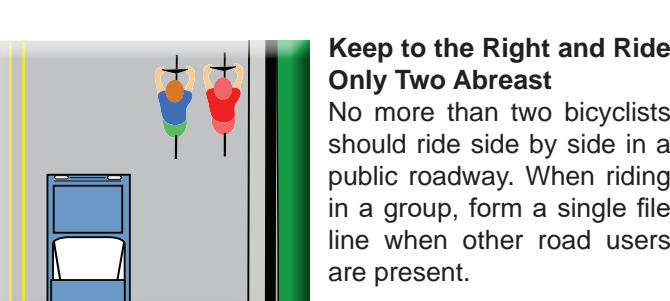 Keep to the Right and Ride
Only Two Abreast
No more than two bicyclists
should ride side by side in a
public roadway. When riding
in a group, form a single file
line when other road users
are present.